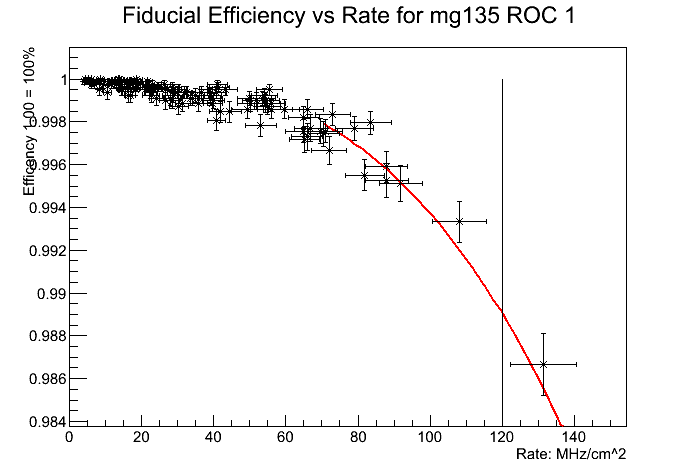 Fiducial Efficiency vs Rate for mg135 ROC 1
Efficency 1.00 = 100%
1
0.998
0.996
0.994
0.992
0.99
0.988
0.986
0.984
0 20 40 60 80 100 120 140
Rate: MHz/cm^2